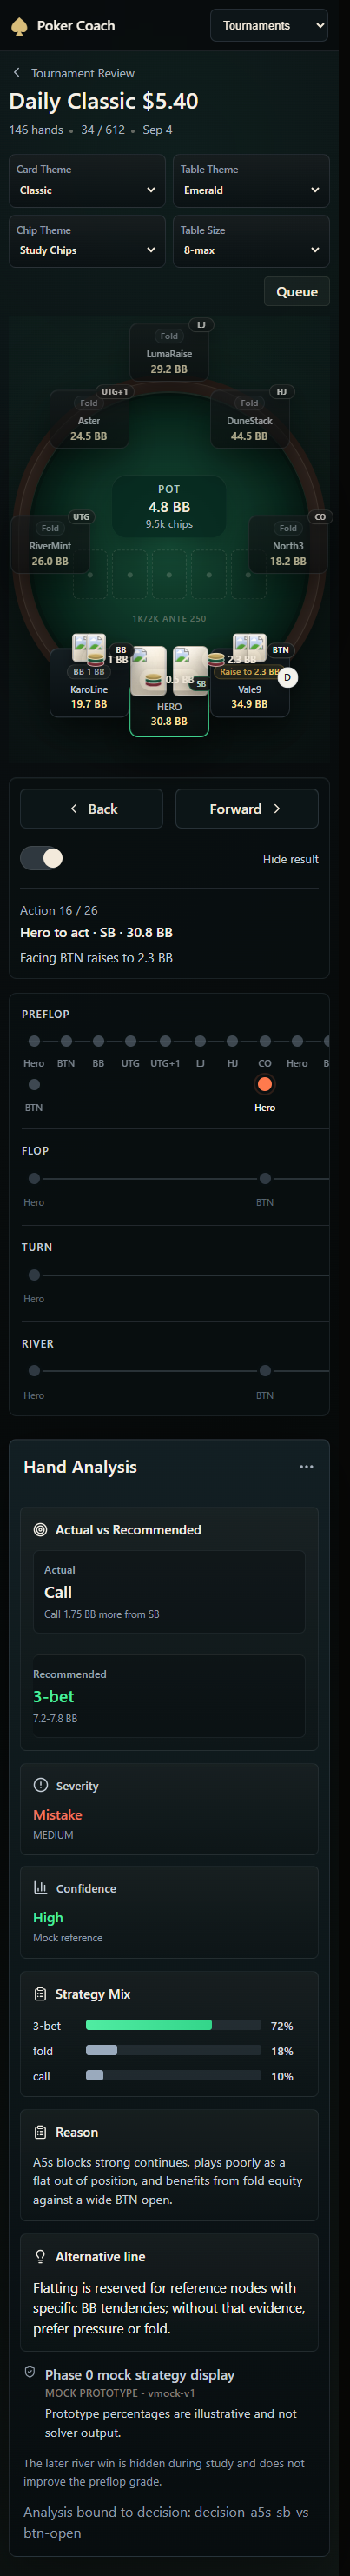 Poker Coach
Tournaments
Tournament Review
Daily Classic $5.40
146 hands • 34 / 612 • Sep 4
Card Theme
Classic
Table Theme
Emerald
Chip Theme
Study Chips
Table Size
8-max
Queue
LJ
Fold
LumaRaise
29.2 BB
UTG+1
Fold
Aster
24.5 BB
HJ
Fold
DuneStack
44.5 BB
POT
4.8 BB
9.5k chips
UTG
Fold
RiverMint
26.0 BB
CO
Fold
North3
18.2 BB
1K/2K ANTE 250
BB
1 BB
BB 1 BB
KaroLine
19.7 BB
0.5 BB
SB
HERO
30.8 BB
BTN
2.3 BB
Raise to 2.3 BB
D
Vale9
34.9 BB
Back
Forward
Hide result
Action 16 / 26
Hero to act · SB · 30.8 BB
Facing BTN raises to 2.3 BB
PREFLOP
Hero BTN BB UTG UTG+1 LJ HJ CO Hero B
BTN Hero
FLOP
Hero BTN
TURN
Hero
RIVER
Hero BTN
Hand Analysis
Actual vs Recommended
Actual
Call
Call 1.75 BB more from SB
Recommended
3-bet
7.2-7.8 BB
Severity
Mistake
MEDIUM
Confidence
High
Mock reference
Strategy Mix
3-bet 72%
fold 18%
call 10%
Reason
A5s blocks strong continues, plays poorly as a
flat out of position, and benefits from fold equity
against a wide BTN open.
Alternative line
Flatting is reserved for reference nodes with
specific BB tendencies; without that evidence,
prefer pressure or fold.
Phase 0 mock strategy display
MOCK PROTOTYPE - vmock-v1
Prototype percentages are illustrative and not
solver output.
The later river win is hidden during study and does not
improve the preflop grade.
Analysis bound to decision: decision-a5s-sb-vs-
btn-open